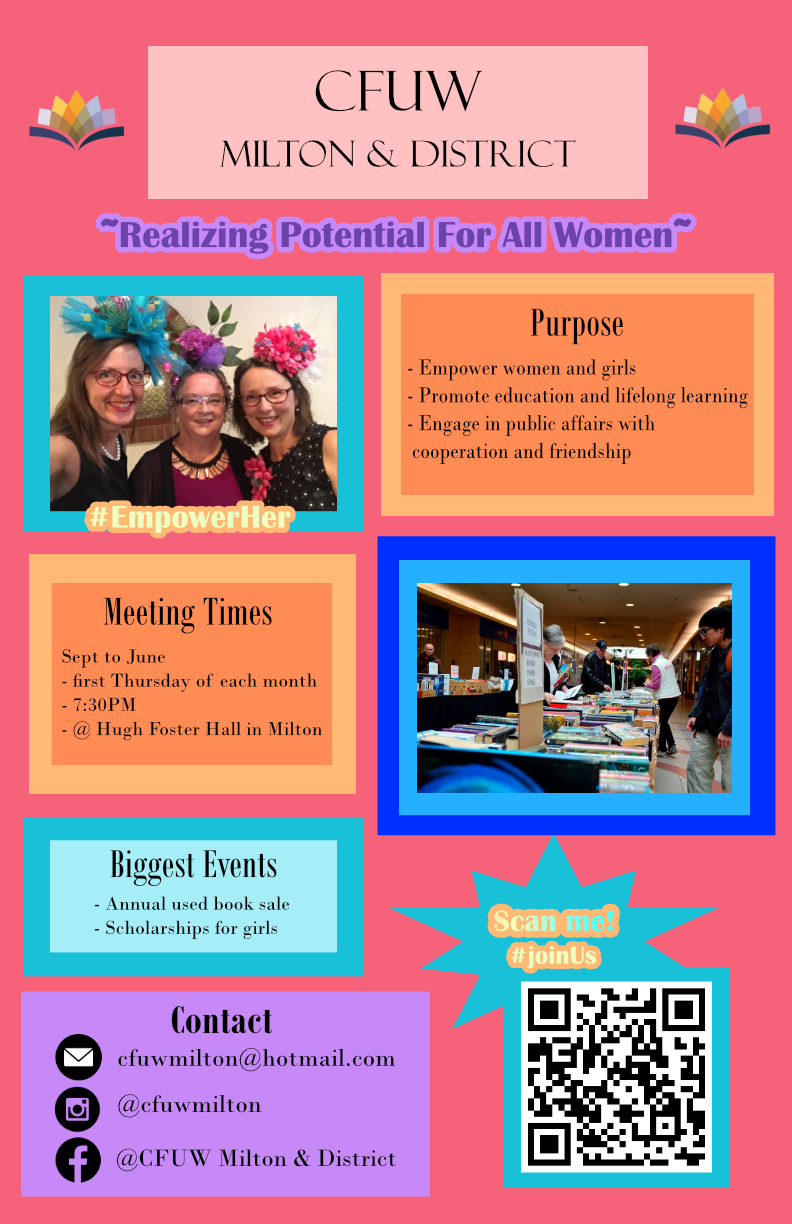 CFUW
MILTON & DISTRICT
~Realizing Potential For All Women~
#EmpowerHer
Purpose
- Empower women and girls
- Promote education and lifelong learning
- Engage in public affairs with
cooperation and friendship
Meeting Times
Sept to June
- first Thursday of each month
- 7:30PM
- @ Hugh Foster Hall in Milton
Biggest Events
- Annual used book sale
- Scholarships for girls
Scan me!
#joinUs
Contact
cfuwmilton@hotmail.com
@cfuwmilton
@CFUW Milton & District